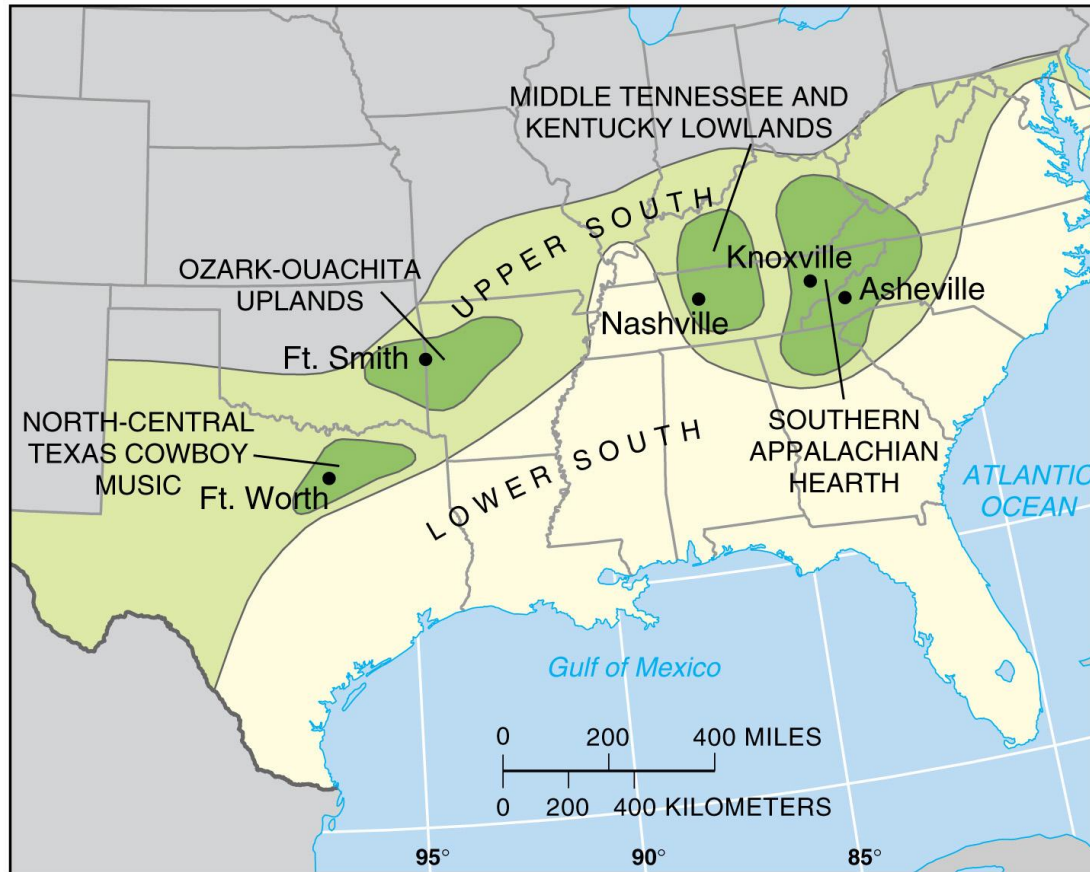 MIDDLE TENNESSEE AND
KENTUCKY LOWLANDS
UPPER SOUTH
OZARK-OUACHITA
UPLANDS
Knoxville
Asheville
Nashville
Ft. Smith
NORTH-CENTRAL
TEXAS COWBOY
MUSIC
Ft. Worth
LOWER SOUTH
SOUTHERN
APPALACHIAN
HEARTH
ATLANTIC
OCEAN
Gulf of Mexico
0 200 400 MILES
0 200 400 KILOMETERS
95° 90° 85°